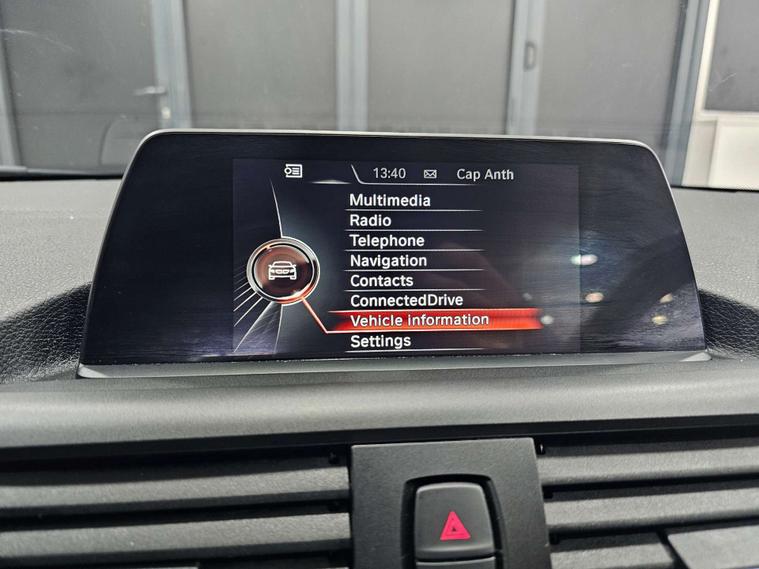 13:40 Cap Anth
Multimedia
Radio
Telephone
Navigation
Contacts
ConnectedDrive
Vehicle information
Settings